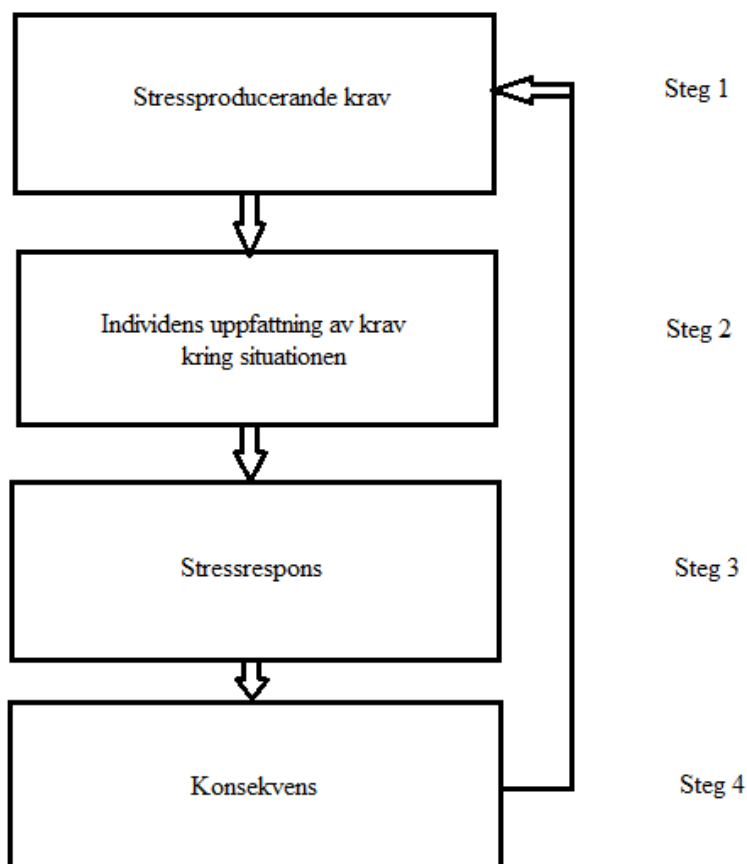 Stressproducerande krav
Steg 1
Individens uppfattning av krav
kring situationen
Steg 2
Stressrespons
Steg 3
Konsekvens
Steg 4